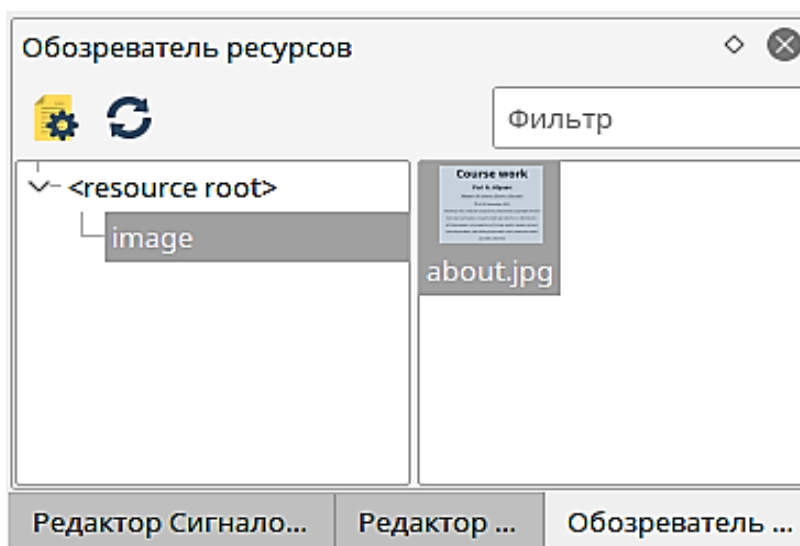 Обозреватель ресурсов
Фильтр
<resource root>
image
Course work
about.jpg
Редактор Сигнало...
Редактор ...
Обозреватель ...